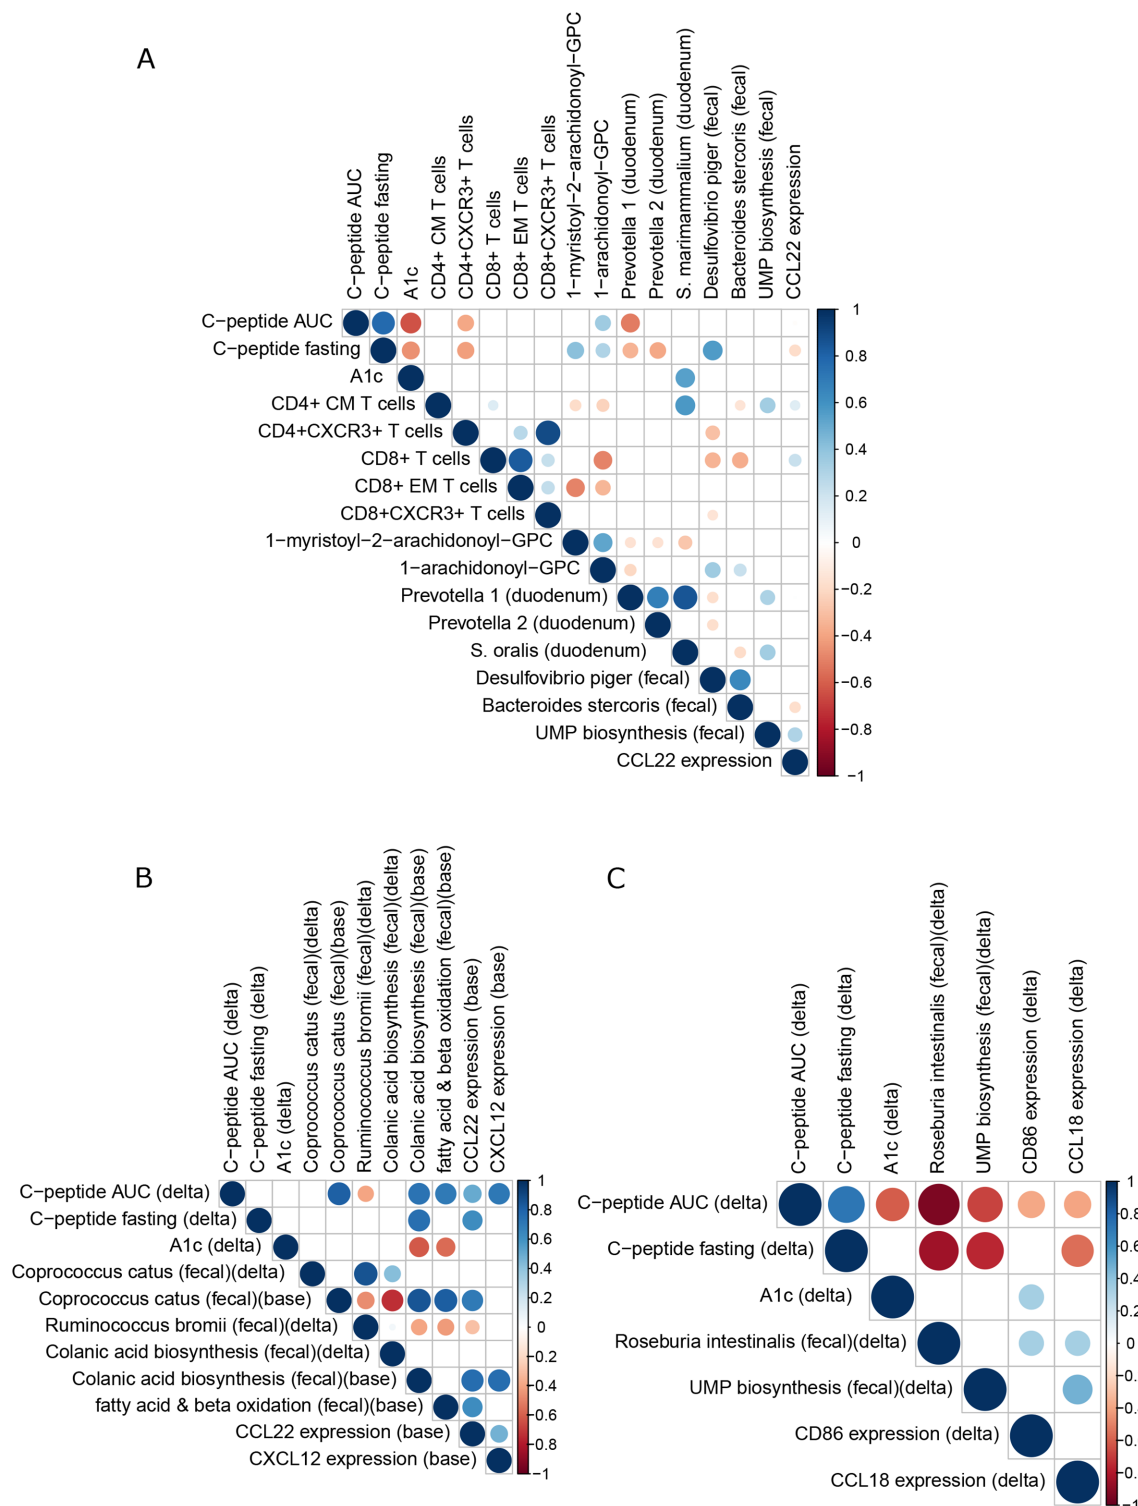 A
C−peptide AUC
C−peptide fasting
A1c
CD4+ CM T cells
CD4+CXCR3+ T cells
CD8+ T cells
CD8+ EM T cells
CD8+CXCR3+ T cells
1−myristoyl−2−arachidonoyl−GPC
1−arachidonoyl−GPC
Prevotella 1 (duodenum)
Prevotella 2 (duodenum)
S. marimammalium (duodenum)
Desulfovibrio piger (fecal)
Bacteroides stercoris (fecal)
UMP biosynthesis (fecal)
CCL22 expression
C−peptide AUC
C−peptide fasting
A1c
CD4+ CM T cells
CD4+CXCR3+ T cells
CD8+ T cells
CD8+ EM T cells
CD8+CXCR3+ T cells
1−myristoyl−2−arachidonoyl−GPC
1−arachidonoyl−GPC
Prevotella 1 (duodenum)
Prevotella 2 (duodenum)
S. oralis (duodenum)
Desulfovibrio piger (fecal)
Bacteroides stercoris (fecal)
UMP biosynthesis (fecal)
CCL22 expression
1
0.8
0.6
0.4
0.2
0
−0.2
−0.4
−0.6
−0.8
−1
B
C−peptide AUC (delta)
C−peptide fasting (delta)
A1c (delta)
Coprococcus catus (fecal)(delta)
Coprococcus catus (fecal)(base)
Ruminococcus bromii (fecal)(delta)
Colanic acid biosynthesis (fecal)(delta)
Colanic acid biosynthesis (fecal)(base)
fatty acid & beta oxidation (fecal)(base)
CCL22 expression (base)
CXCL12 expression (base)
C−peptide AUC (delta)
C−peptide fasting (delta)
A1c (delta)
Coprococcus catus (fecal)(delta)
Coprococcus catus (fecal)(base)
Ruminococcus bromii (fecal)(delta)
Colanic acid biosynthesis (fecal)(delta)
Colanic acid biosynthesis (fecal)(base)
fatty acid & beta oxidation (fecal)(base)
CCL22 expression (base)
CXCL12 expression (base)
1
0.8
0.6
0.4
0.2
0
−0.2
−0.4
−0.6
−0.8
−1
C
C−peptide AUC (delta)
C−peptide fasting (delta)
A1c (delta)
Roseburia intestinalis (fecal)(delta)
UMP biosynthesis (fecal)(delta)
CD86 expression (delta)
CCL18 expression (delta)
C−peptide AUC (delta)
C−peptide fasting (delta)
A1c (delta)
Roseburia intestinalis (fecal)(delta)
UMP biosynthesis (fecal)(delta)
CD86 expression (delta)
CCL18 expression (delta)
1
0.8
0.6
0.4
0.2
0